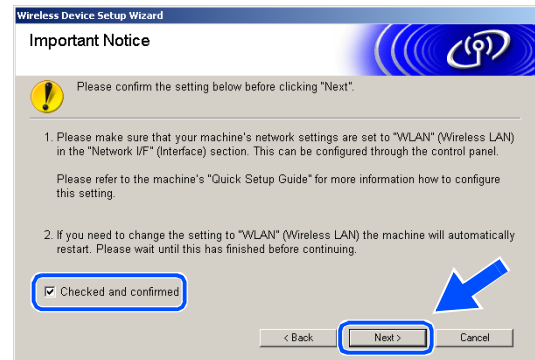 Wireless Device Setup Wizard
Important Notice
Please confirm the setting below before clicking "Next".
1. Please make sure that your machine's network settings are set to "WLAN" (Wireless LAN)
in the "Network I/F" (Interface) section. This can be configured through the control panel.
Please refer to the machine's "Quick Setup Guide" for more information how to configure
this setting.
2. If you need to change the setting to "WLAN" (Wireless LAN) the machine will automatically
restart. Please wait until this has finished before continuing.
Checked and confirmed
< Back Next > Cancel